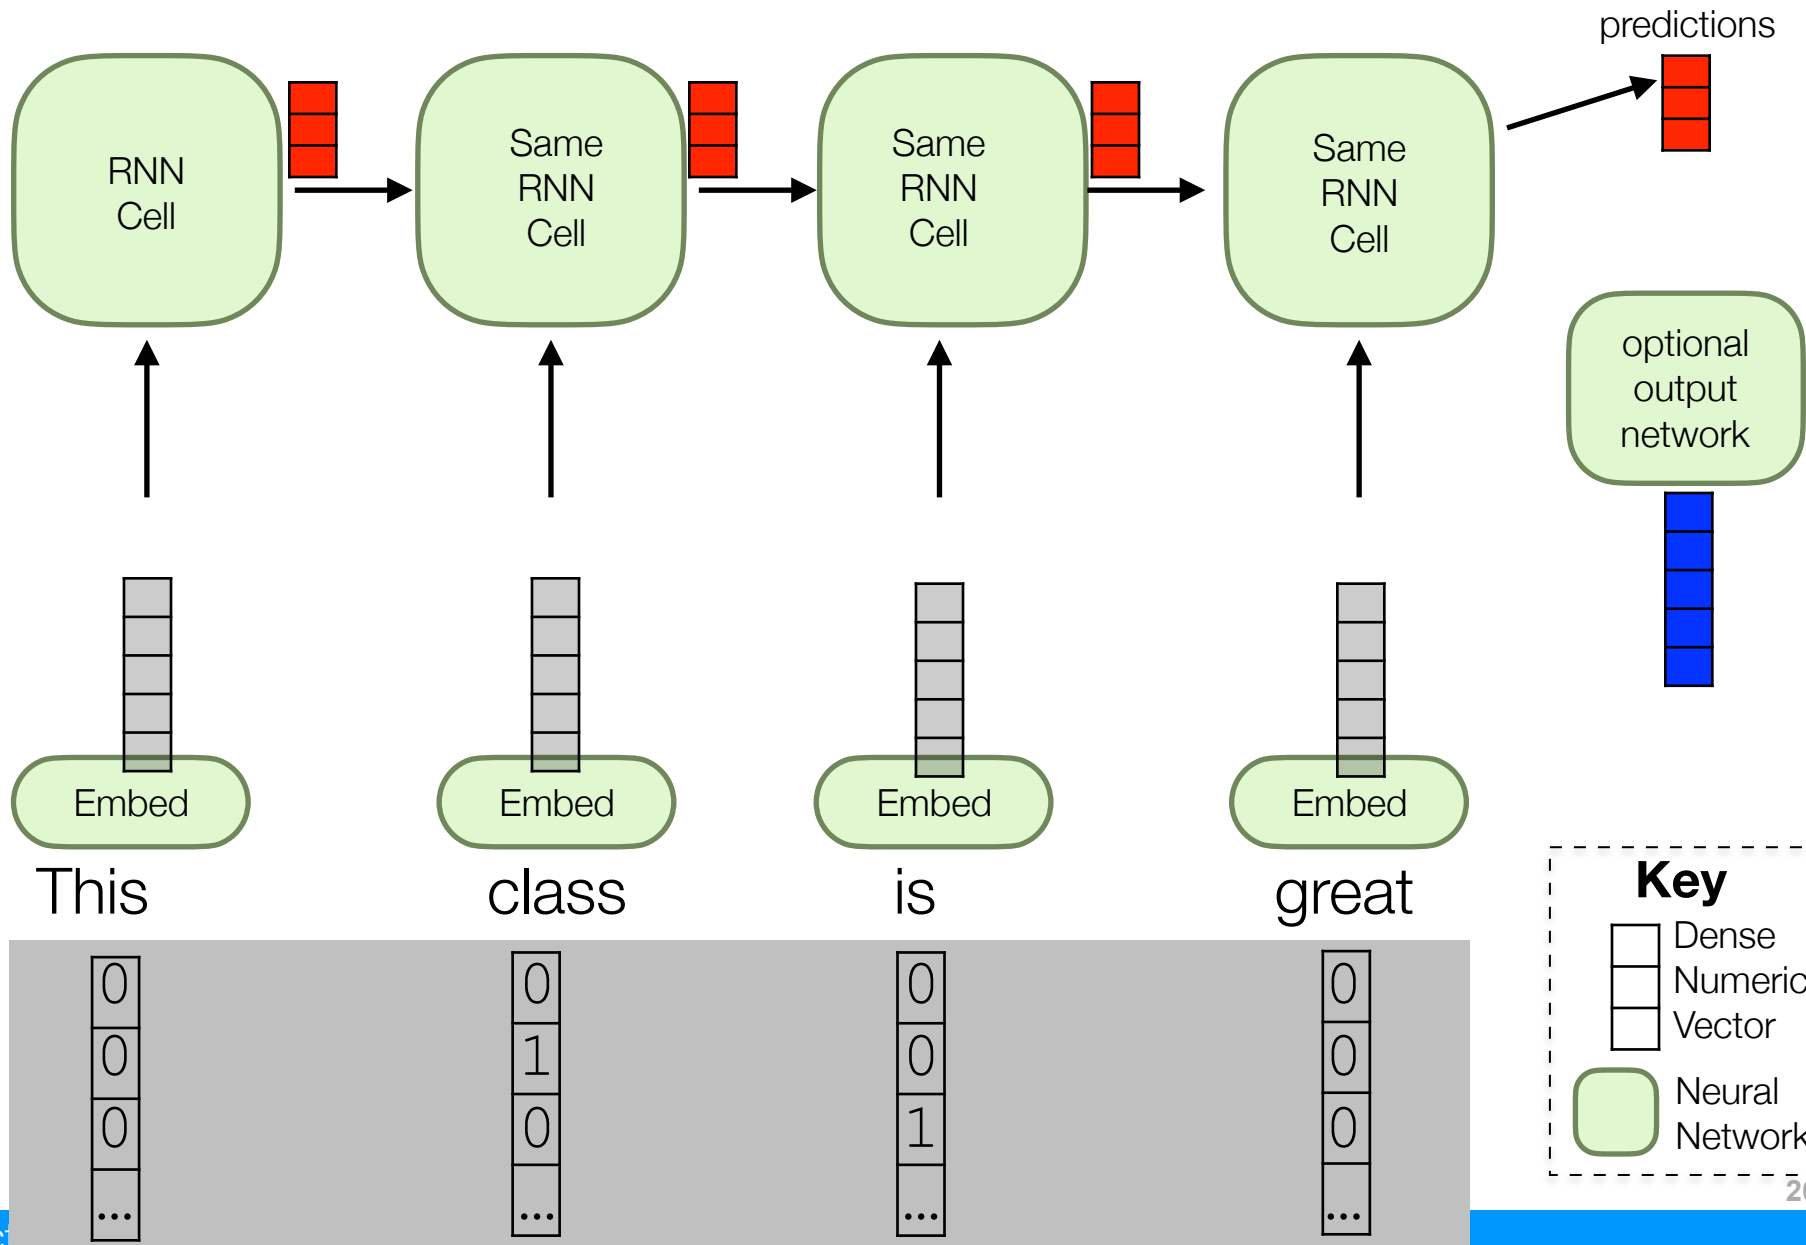 predictions
RNN
Cell
Same
RNN
Cell
Same
RNN
Cell
Same
RNN
Cell
optional
output
network
Embed
Embed
Embed
Embed
This
class
is
great
0
0
0
...
0
1
0
...
0
0
1
...
0
0
0
...
Key
Dense
Numeric
Vector
Neural
Network